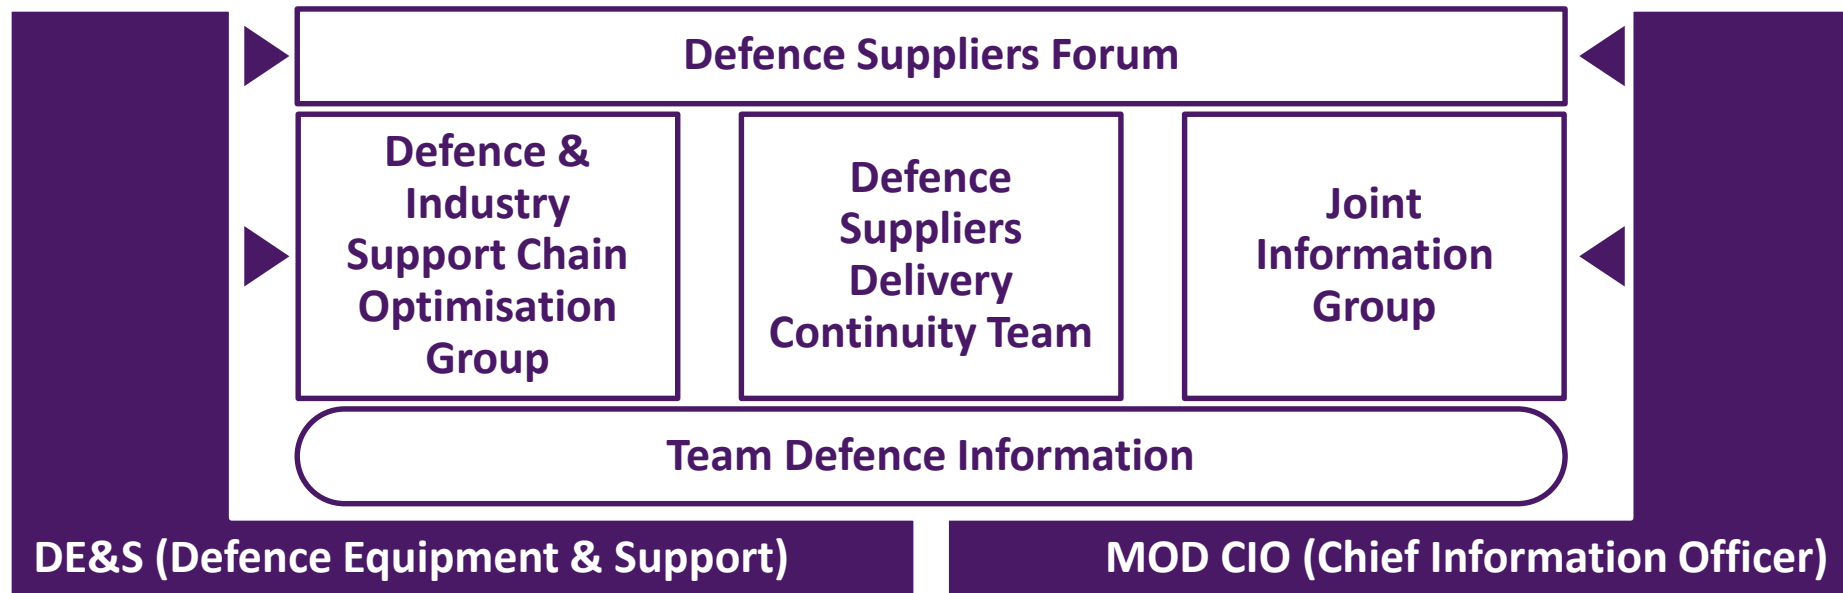 Defence Suppliers Forum
Defence &
Industry
Support Chain
Optimisation
Group
Defence
Suppliers
Delivery
Continuity Team
Joint
Information
Group
Team Defence Information
DE&S (Defence Equipment & Support)
MOD CIO (Chief Information Officer)